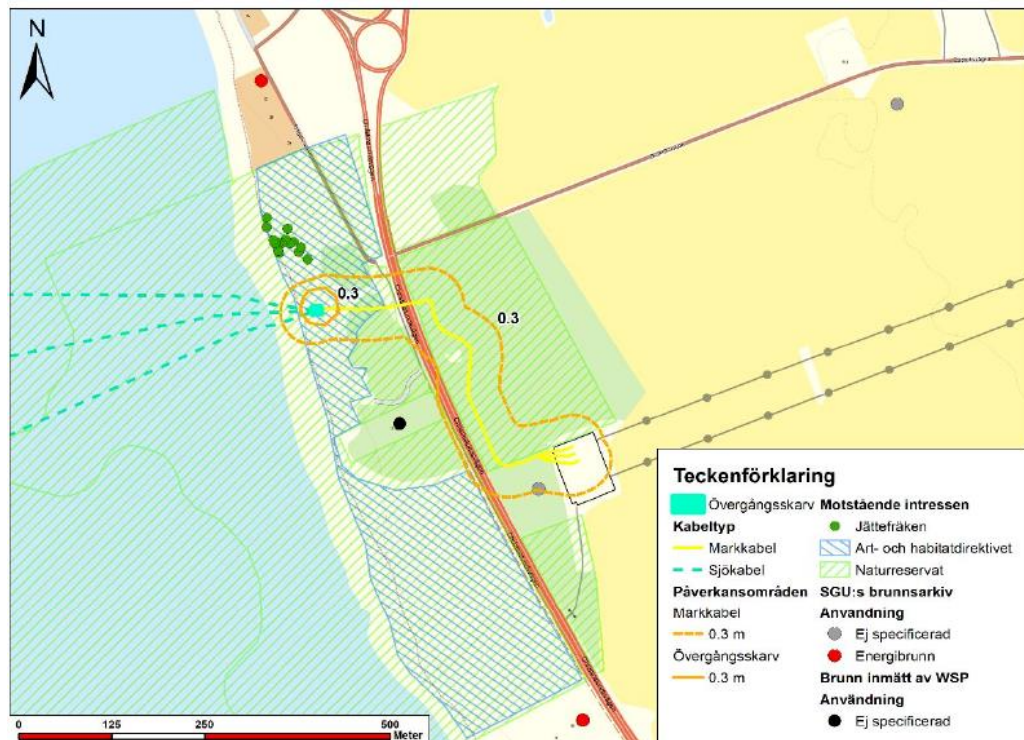 N
0.3
0.3
Teckenförklaring
Övergångsskarv
Kabeltyp
Markkabel
Sjökabel
Påverkansområden
Markkabel
0.3 m
Övergångsskarv
0.3 m
Motstående intressen
Jättefräken
Art- och habitatdirektivet
Naturreservat
SGU:s brunnsarkiv
Anvandning
Ej specificerad
Energibrunn
Brunn inmätt av WSP
Användning
Ej specificerad
0
125
250
500
Meter